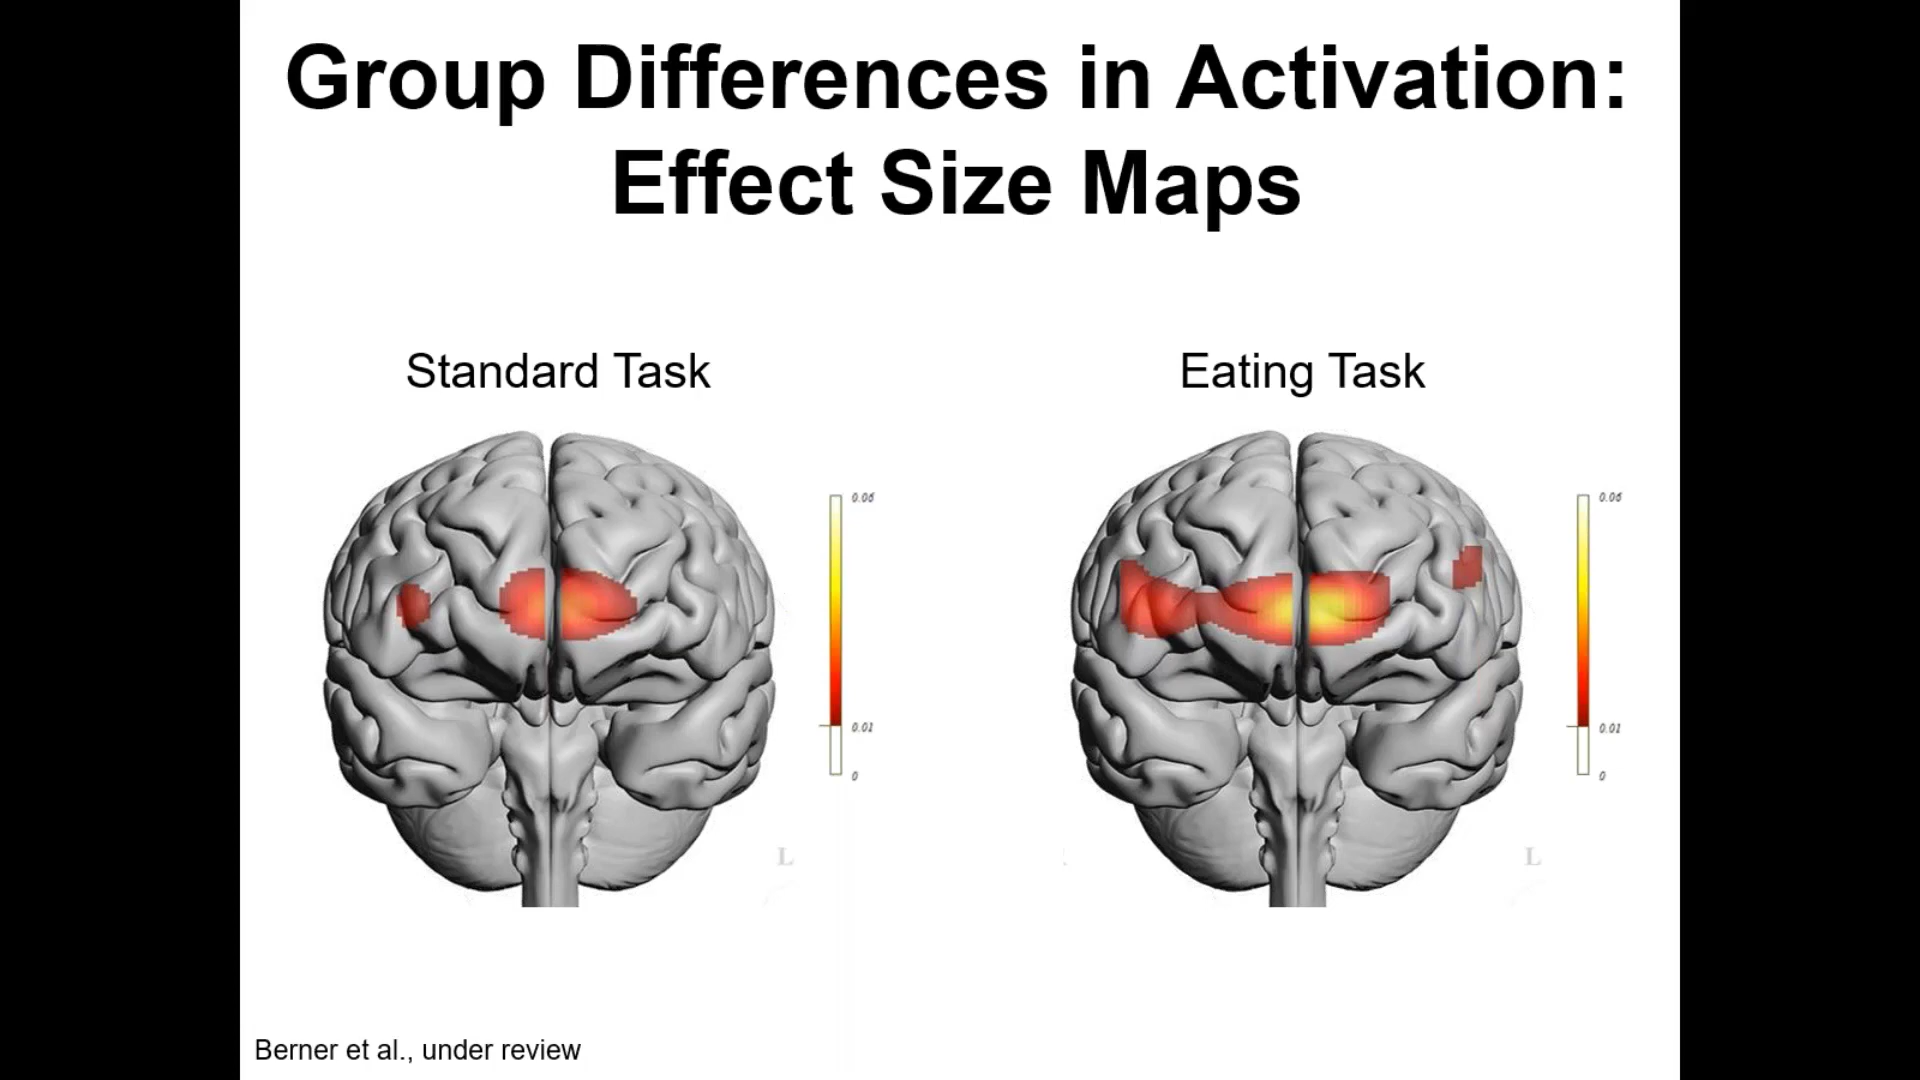 Group Differences in Activation:
Effect Size Maps
Standard Task
Eating Task
0.06
0.01
0
L
0.06
0.01
0
L
Berner et al., under review